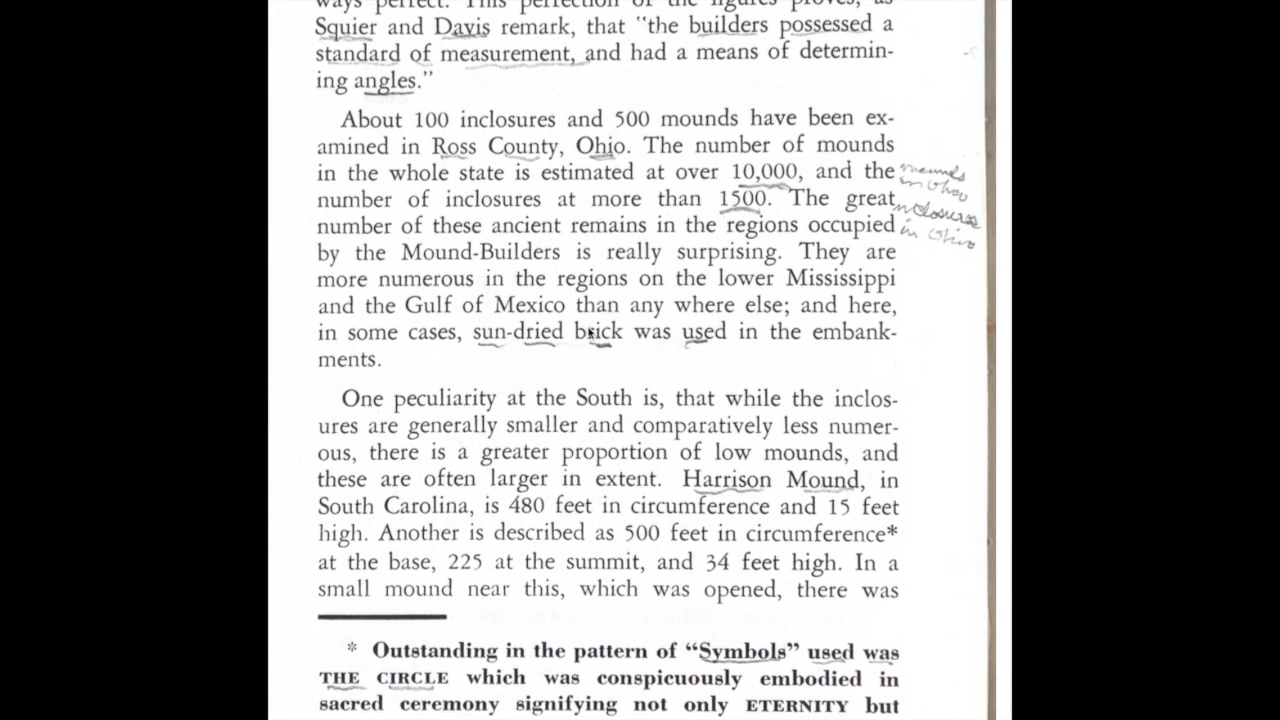 ways perfect. This perfection of the figures proves, as
Squier and Davis remark, that "the builders possessed a
standard of measurement, and had a means of determin-
ing angles."
About 100 inclosures and 500 mounds have been ex-
amined in Ross County, Ohio. The number of mounds
in the whole state is estimated at over 10,000, and the
number of inclosures at more than 1500. The great
number of these ancient remains in the regions occupied
by the Mound-Builders is really surprising. They are
more numerous in the regions on the lower Mississippi
and the Gulf of Mexico than any where else; and here,
in some cases, sun-dried brick was used in the embank-
ments.
mounds
in Ohio
inclosures
in Ohio
One peculiarity at the South is, that while the inclos-
ures are generally smaller and comparatively less numer-
ous, there is a greater proportion of low mounds, and
these are often larger in extent. Harrison Mound, in
South Carolina, is 480 feet in circumference and 15 feet
high. Another is described as 500 feet in circumference*
at the base, 225 at the summit, and 34 feet high. In a
small mound near this, which was opened, there was
* Outstanding in the pattern of "Symbols" used was
THE CIRCLE which was conspicuously embodied in
sacred ceremony signifying not only ETERNITY but